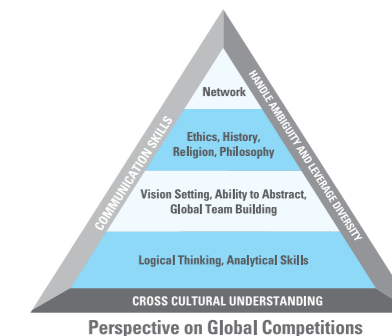 Network
Ethics, History,
Religion, Philosophy
Vision Setting, Ability to Abstract,
Global Team Building
Logical Thinking, Analytical Skills
COMMUNICATION SKILLS
HANDLE AMBIGUITY AND LEVERAGE DIVERSITY
CROSS CULTURAL UNDERSTANDING
Perspective on Global Competitions